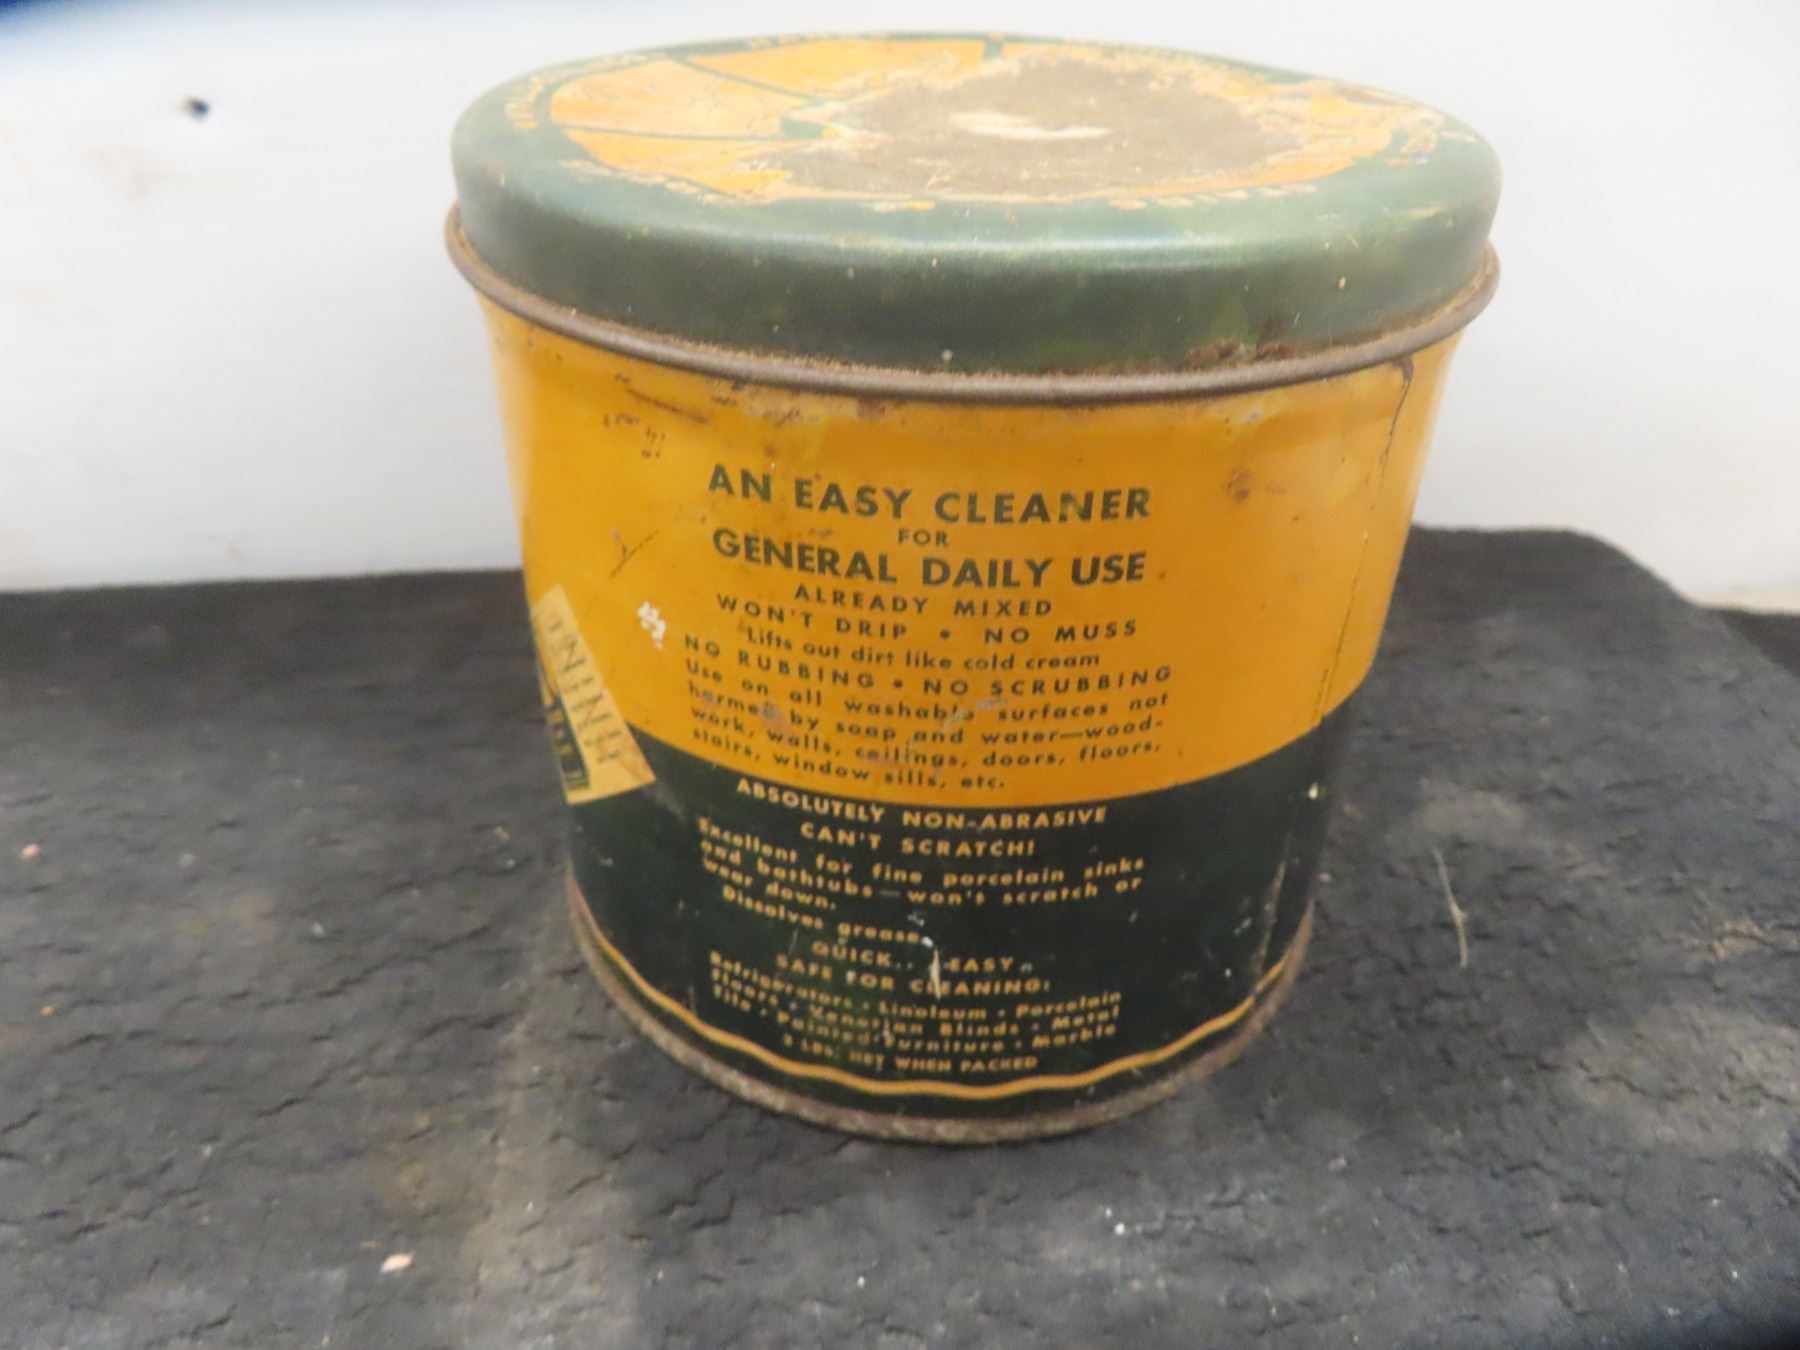 AN EASY CLEANER
FOR
GENERAL DAILY USE
ALREADY MIXED
WON'T DRIP • NO MUSS
Lifts out dirt like cold cream
NO RUBBING • NO SCRUBBING
Use on all washable surfaces not
harmed by soap and water—wood-
work, walls, ceilings, doors, floors,
stairs, window sills, etc.
ABSOLUTELY NON-ABRASIVE
CAN'T SCRATCH!
Excellent for fine porcelain sinks
and bathtubs—won't scratch or
wear down.
Dissolves grease.
QUICK.. EASY..
SAFE FOR CLEANING:
Refrigerators • Linoleum • Porcelain
Floors • Venetian Blinds • Metal
Tile • Painted Furniture • Marble
LBS. NET WHEN PACKED